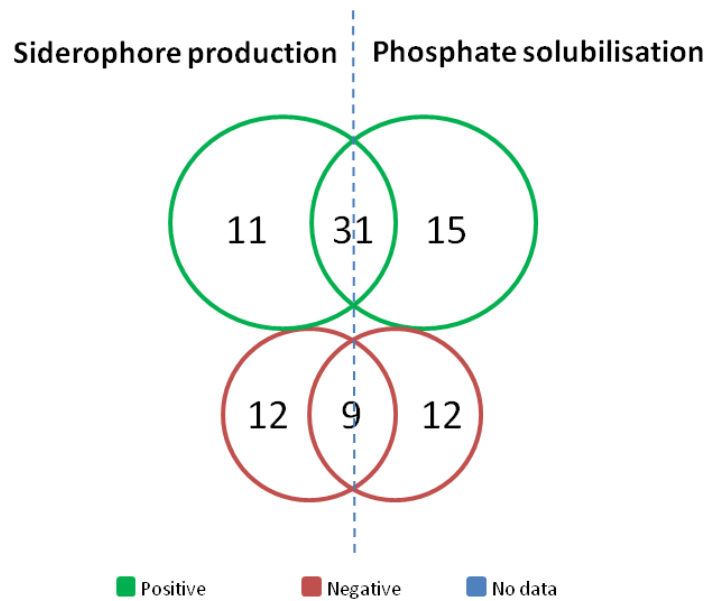 Siderophore production Phosphate solubilisation
11 31 15
12 9 12
Positive Negative No data